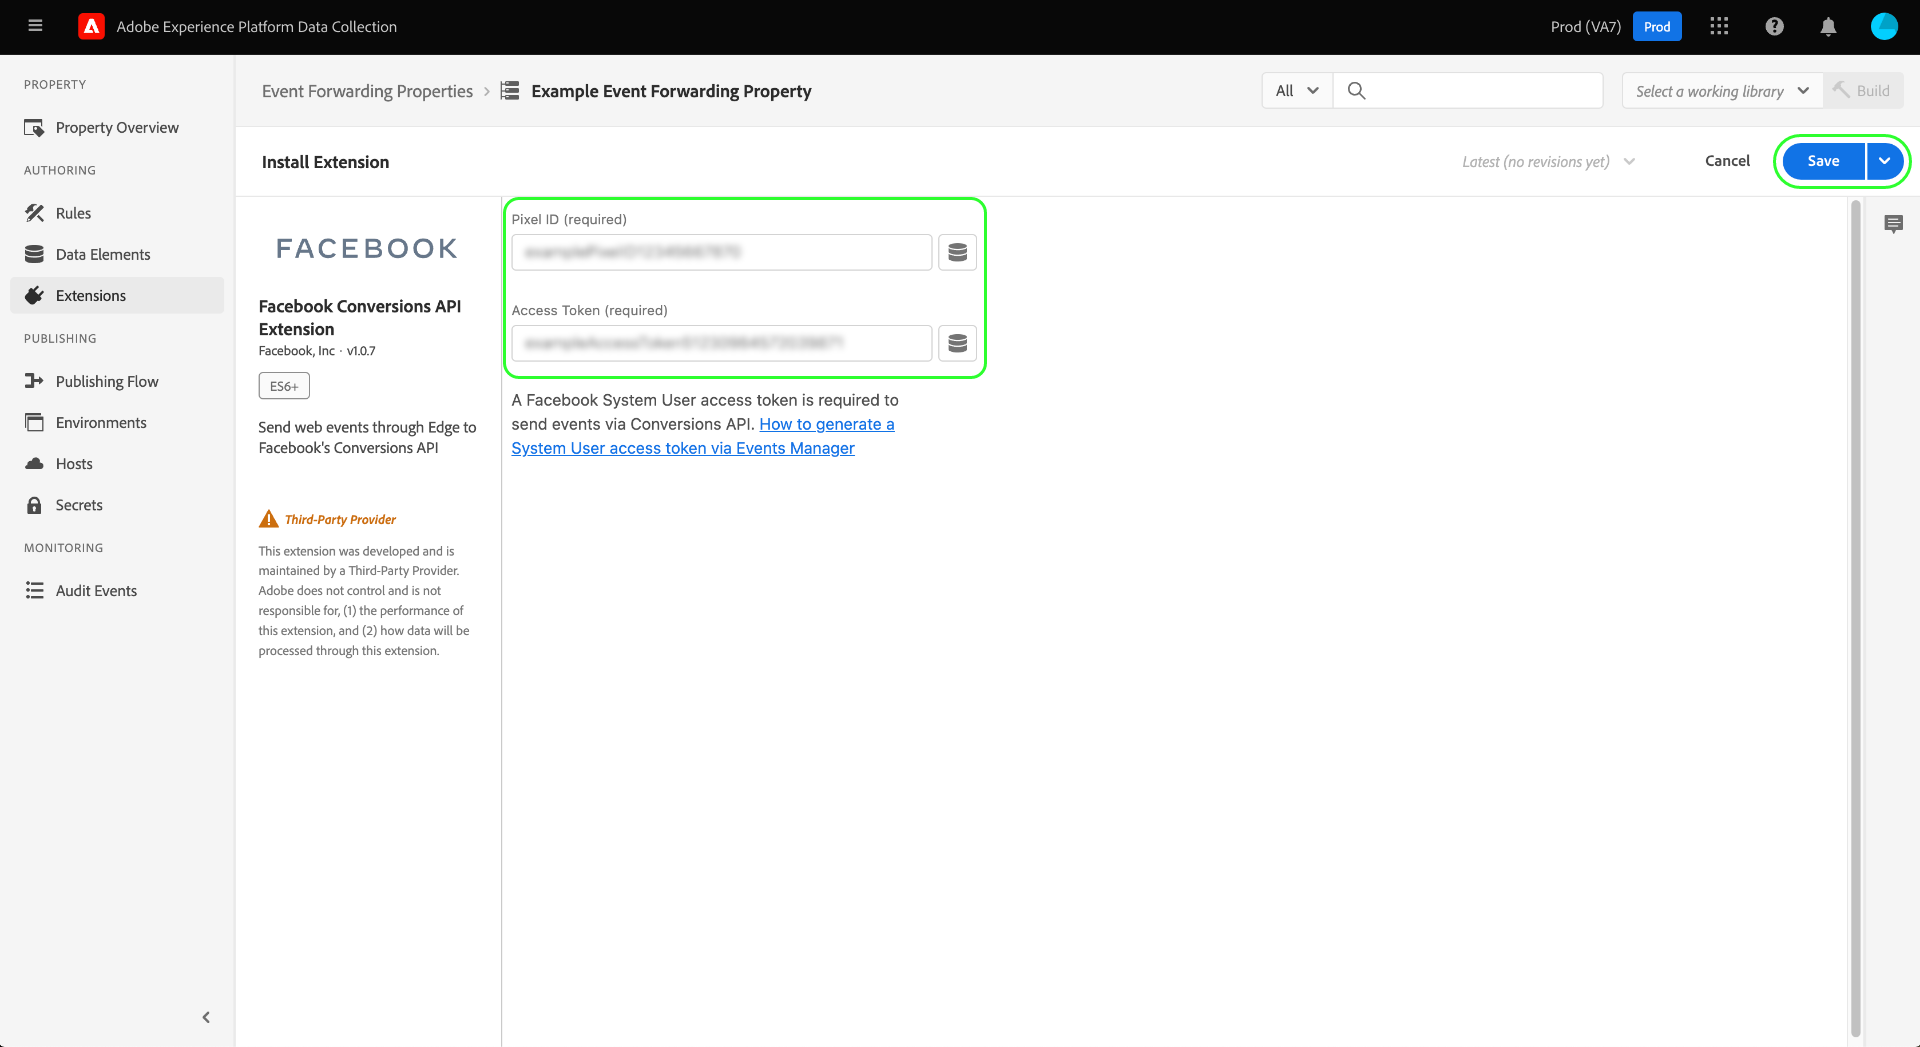 Adobe Experience Platform Data Collection
Prod (VA7)
Prod
PROPERTY
Property Overview
AUTHORING
Rules
Data Elements
Extensions
PUBLISHING
Publishing Flow
Environments
Hosts
Secrets
MONITORING
Audit Events
Event Forwarding Properties
Example Event Forwarding Property
All
Select a working library
Build
Install Extension
Latest (no revisions yet)
Cancel
Save
FACEBOOK
Facebook Conversions API
Extension
Facebook, Inc · v1.0.7
ES6+
Send web events through Edge to
Facebook's Conversions API
Third-Party Provider
This extension was developed and is
maintained by a Third-Party Provider.
Adobe does not control and is not
responsible for, (1) the performance of
this extension, and (2) how data will be
processed through this extension.
Pixel ID (required)
Access Token (required)
A Facebook System User access token is required to
send events via Conversions API. How to generate a
System User access token via Events Manager